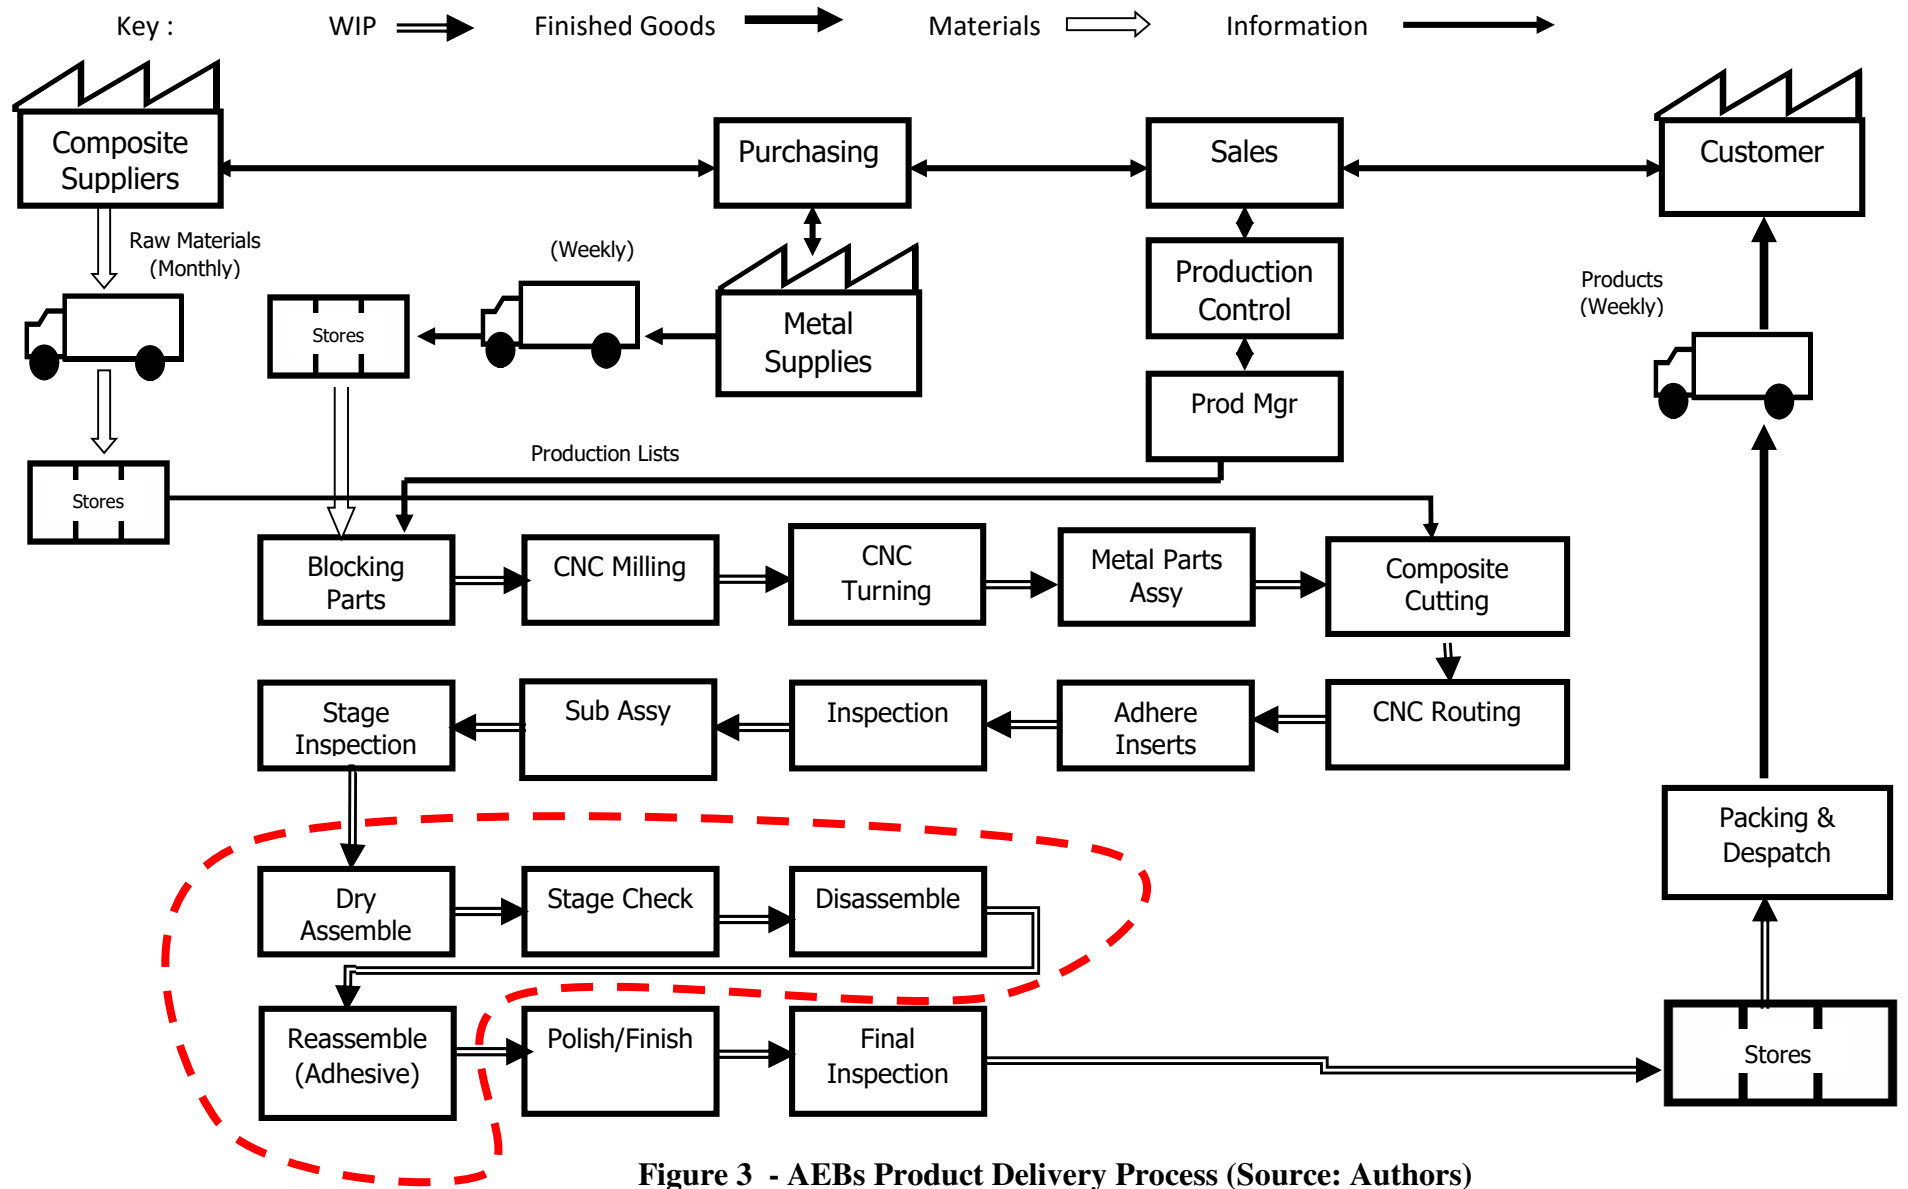 Key :
WIP
Finished Goods
Materials
Information
Composite
Suppliers
Purchasing
Sales
Customer
Raw Materials
(Monthly)
(Weekly)
Stores
Metal
Supplies
Production
Control
Products
(Weekly)
Prod Mgr
Production Lists
Stores
Blocking
Parts
CNC Milling
CNC
Turning
Metal Parts
Assy
Composite
Cutting
Stage
Inspection
Sub Assy
Inspection
Adhere
Inserts
CNC Routing
Packing &
Despatch
Dry
Assemble
Stage Check
Disassemble
Reassemble
(Adhesive)
Polish/Finish
Final
Inspection
Stores
Figure 3  - AEBs Product Delivery Process (Source: Authors)